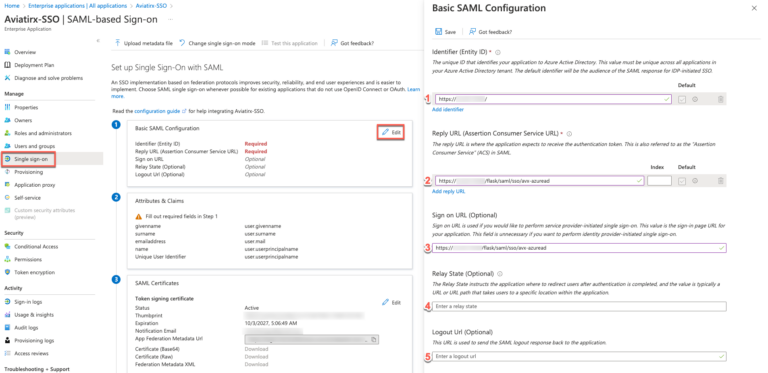 Home > Enterprise applications | All applications > Aviatirx-SSO >
Aviatirx-SSO | SAML-based Sign-on ...
Enterprise Application
Overview
Deployment Plan
Diagnose and solve problems
Manage
Properties
Owners
Roles and administrators
Users and groups
Single sign-on
Provisioning
Application proxy
Self-service
Custom security attributes
(preview)
Security
Conditional Access
Permissions
Token encryption
Activity
Sign-in logs
Usage & insights
Audit logs
Provisioning logs
Access reviews
Troubleshooting + Support
Upload metadata file
Change single sign-on mode
Test this application
Got feedback?
Set up Single Sign-On with SAML
An SSO implementation based on federation protocols improves security, reliability, and end user experiences and is easier to
implement. Choose SAML single sign-on whenever possible for existing applications that do not use OpenID Connect or OAuth. Learn
more.
Read the configuration guide for help integrating Aviatirx-SSO.
1
Basic SAML Configuration
Edit
Identifier (Entity ID) Required
Reply URL (Assertion Consumer Service URL) Required
Sign on URL Optional
Relay State (Optional) Optional
Logout Url (Optional) Optional
2
Attributes & Claims
Fill out required fields in Step 1
givenname user.givenname
surname user.surname
emailaddress user.mail
name user.userprincipalname
Unique User Identifier user.userprincipalname
3
SAML Certificates
Token signing certificate
Edit
Status Active
Thumbprint
Expiration 10/3/2027, 5:06:49 AM
Notification Email
App Federation Metadata Url
Certificate (Base64) Download
Certificate (Raw) Download
Federation Metadata XML Download
Basic SAML Configuration
Save
Got feedback?
Identifier (Entity ID) *
The unique ID that identifies your application to Azure Active Directory. This value must be unique across all applications in
your Azure Active Directory tenant. The default identifier will be the audience of the SAML response for IDP-initiated SSO.
Default
1 https:// /
Add identifier
Reply URL (Assertion Consumer Service URL) *
The reply URL is where the application expects to receive the authentication token. This is also referred to as the "Assertion
Consumer Service" (ACS) in SAML.
Index Default
2 https:// /flask/saml/sso/avx-azuread
Add reply URL
Sign on URL (Optional)
Sign on URL is used if you would like to perform service provider-initiated single sign-on. This value is the sign-in page URL for
your application. This field is unnecessary if you want to perform identity provider-initiated single sign-on.
3 https:// /flask/saml/sso/avx-azuread
Relay State (Optional)
The Relay State instructs the application where to redirect users after authentication is completed, and the value is typically a
URL or URL path that takes users to a specific location within the application.
4 Enter a relay state
Logout Url (Optional)
This URL is used to send the SAML logout response back to the application.
5 Enter a logout url